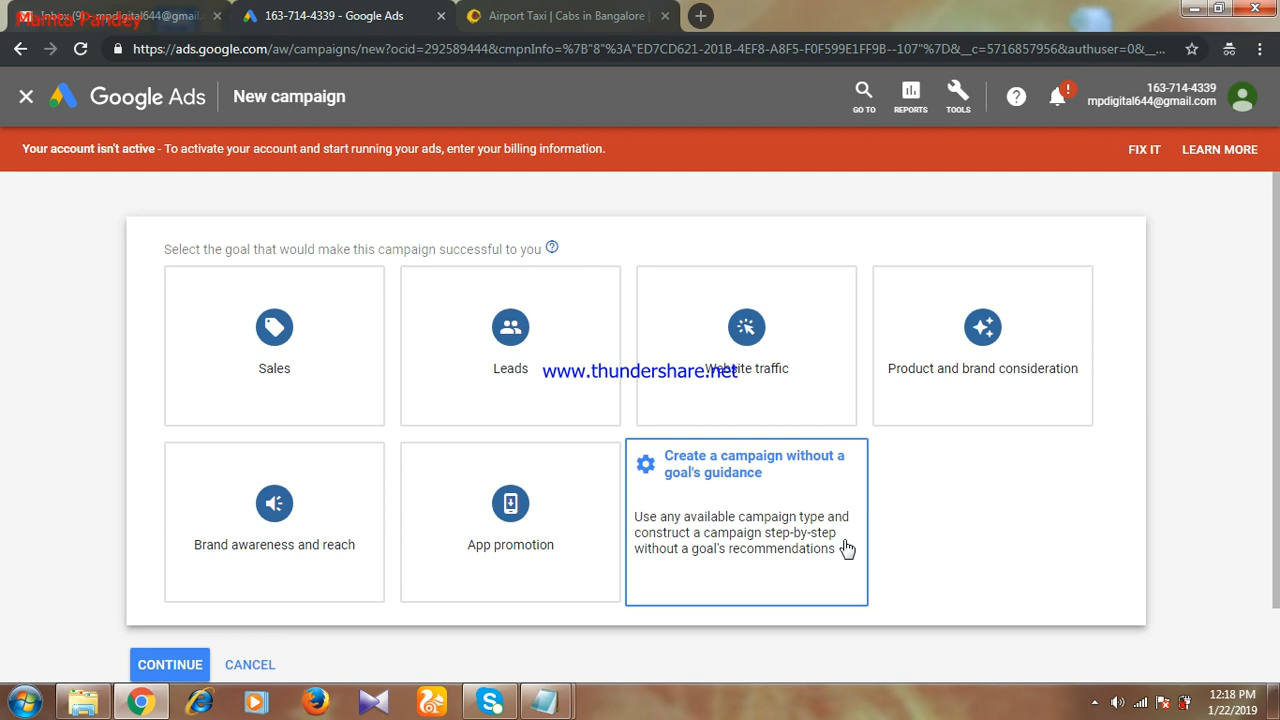 Mamta Pandey
Inbox (9) - mpdigital644@gmail.
163-714-4339 - Google Ads
Airport Taxi | Cabs in Bangalore |
https://ads.google.com/aw/campaigns/new?ocid=292589444&cmpnInfo=%7B"8"%3A"ED7CD621-201B-4EF8-A8F5-F0F599E1FF9B--107"%7D&__c=5716857956&authuser=0&__...
Google Ads
New campaign
GO TO
REPORTS
TOOLS
163-714-4339
mpdigital644@gmail.com
Your account isn't active - To activate your account and start running your ads, enter your billing information.
FIX IT
LEARN MORE
Select the goal that would make this campaign successful to you
Sales
Leads
Website traffic
Product and brand consideration
www.thundershare.net
Brand awareness and reach
App promotion
Create a campaign without a
goal's guidance
Use any available campaign type and
construct a campaign step-by-step
without a goal's recommendations
CONTINUE
CANCEL
12:18 PM
1/22/2019